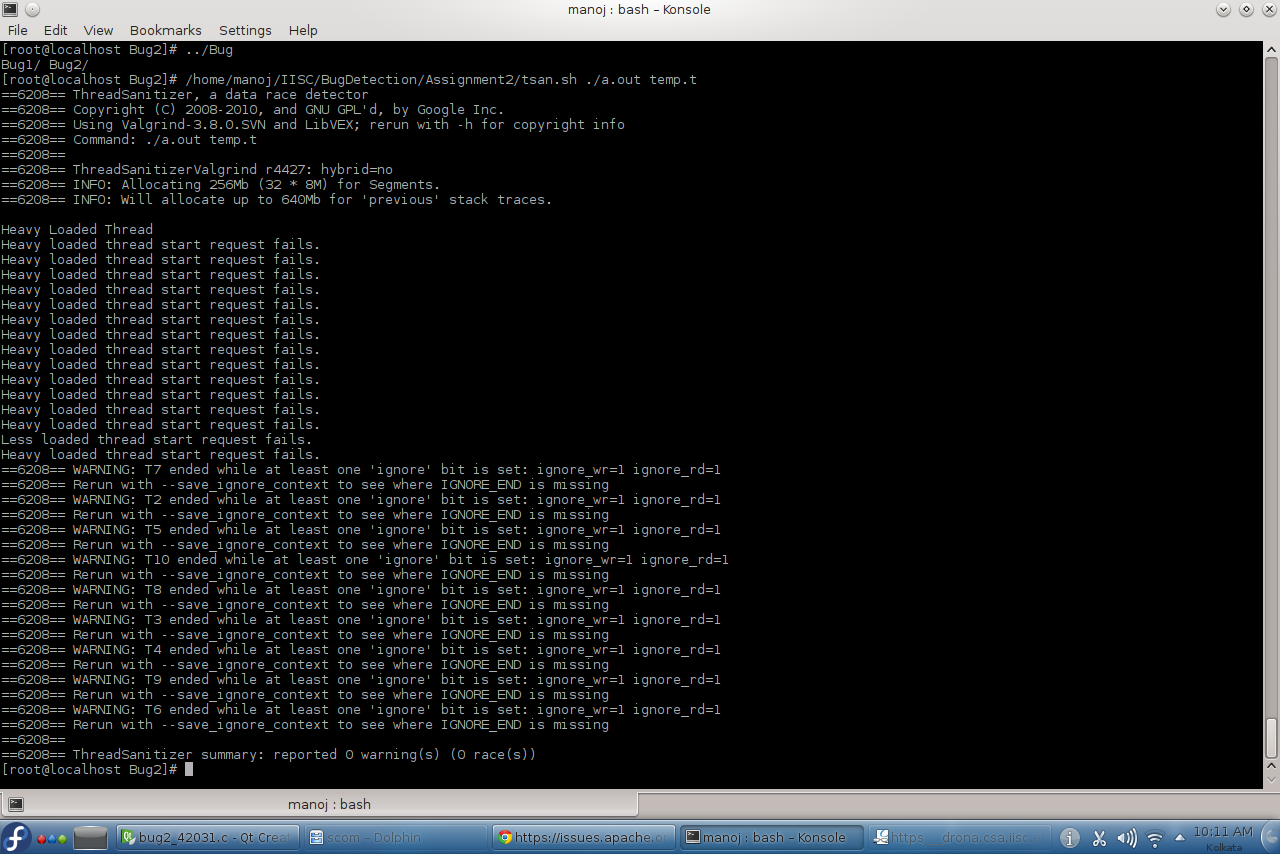 manoj : bash – Konsole
File Edit View Bookmarks Settings Help
[root@localhost Bug2]# ../Bug
Bug1/ Bug2/
[root@localhost Bug2]# /home/manoj/IISC/BugDetection/Assignment2/tsan.sh ./a.out temp.t
==6208== ThreadSanitizer, a data race detector
==6208== Copyright (C) 2008-2010, and GNU GPL'd, by Google Inc.
==6208== Using Valgrind-3.8.0.SVN and LibVEX; rerun with -h for copyright info
==6208== Command: ./a.out temp.t
==6208==
==6208== ThreadSanitizerValgrind r4427: hybrid=no
==6208== INFO: Allocating 256Mb (32 * 8M) for Segments.
==6208== INFO: Will allocate up to 640Mb for 'previous' stack traces.
Heavy Loaded Thread
Heavy loaded thread start request fails.
Heavy loaded thread start request fails.
Heavy loaded thread start request fails.
Heavy loaded thread start request fails.
Heavy loaded thread start request fails.
Heavy loaded thread start request fails.
Heavy loaded thread start request fails.
Heavy loaded thread start request fails.
Heavy loaded thread start request fails.
Heavy loaded thread start request fails.
Heavy loaded thread start request fails.
Heavy loaded thread start request fails.
Heavy loaded thread start request fails.
Less loaded thread start request fails.
Heavy loaded thread start request fails.
==6208== WARNING: T7 ended while at least one 'ignore' bit is set: ignore_wr=1 ignore_rd=1
==6208== Rerun with --save_ignore_context to see where IGNORE_END is missing
==6208== WARNING: T2 ended while at least one 'ignore' bit is set: ignore_wr=1 ignore_rd=1
==6208== Rerun with --save_ignore_context to see where IGNORE_END is missing
==6208== WARNING: T5 ended while at least one 'ignore' bit is set: ignore_wr=1 ignore_rd=1
==6208== Rerun with --save_ignore_context to see where IGNORE_END is missing
==6208== WARNING: T10 ended while at least one 'ignore' bit is set: ignore_wr=1 ignore_rd=1
==6208== Rerun with --save_ignore_context to see where IGNORE_END is missing
==6208== WARNING: T8 ended while at least one 'ignore' bit is set: ignore_wr=1 ignore_rd=1
==6208== Rerun with --save_ignore_context to see where IGNORE_END is missing
==6208== WARNING: T3 ended while at least one 'ignore' bit is set: ignore_wr=1 ignore_rd=1
==6208== Rerun with --save_ignore_context to see where IGNORE_END is missing
==6208== WARNING: T4 ended while at least one 'ignore' bit is set: ignore_wr=1 ignore_rd=1
==6208== Rerun with --save_ignore_context to see where IGNORE_END is missing
==6208== WARNING: T9 ended while at least one 'ignore' bit is set: ignore_wr=1 ignore_rd=1
==6208== Rerun with --save_ignore_context to see where IGNORE_END is missing
==6208== WARNING: T6 ended while at least one 'ignore' bit is set: ignore_wr=1 ignore_rd=1
==6208== Rerun with --save_ignore_context to see where IGNORE_END is missing
==6208==
==6208== ThreadSanitizer summary: reported 0 warning(s) (0 race(s))
[root@localhost Bug2]#
manoj : bash
bug2_42031.c - Qt Crea scom – Dolphin https://issues.apache.o manoj : bash – Konsole https__drona.csa.iisc 10:11 AM
Kolkata